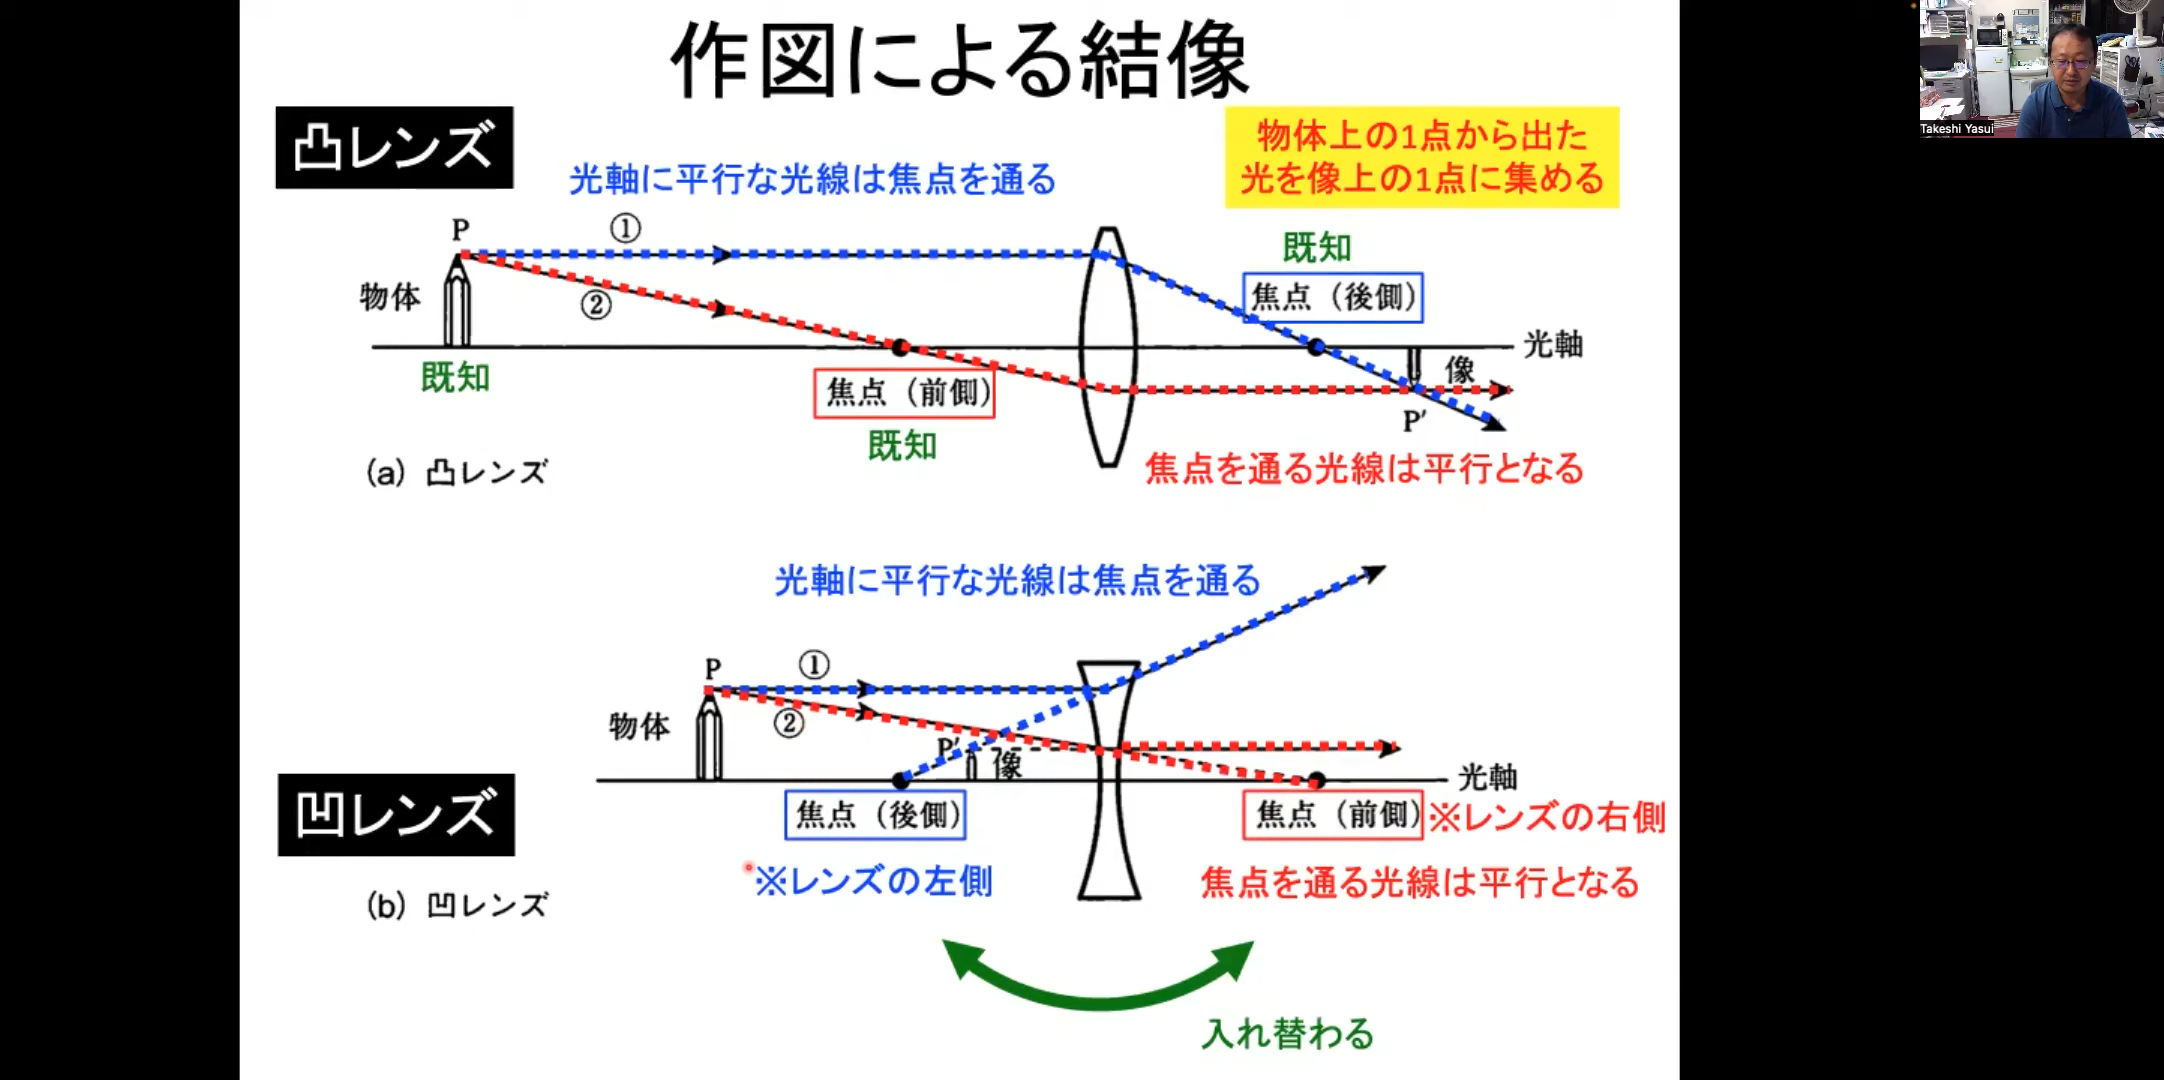 作図による結像
Takeshi Yasui
凸レンズ
物体上の1点から出た
光を像上の1点に集める
光軸に平行な光線は焦点を通る
P
①
既知
焦点（後側）
物体
②
光軸
像
既知
焦点（前側）
P'
既知
(a) 凸レンズ
焦点を通る光線は平行となる
光軸に平行な光線は焦点を通る
P
①
物体
②
P'
像
光軸
凹レンズ
焦点（後側）
焦点（前側）
※レンズの右側
※レンズの左側
焦点を通る光線は平行となる
(b) 凹レンズ
入れ替わる